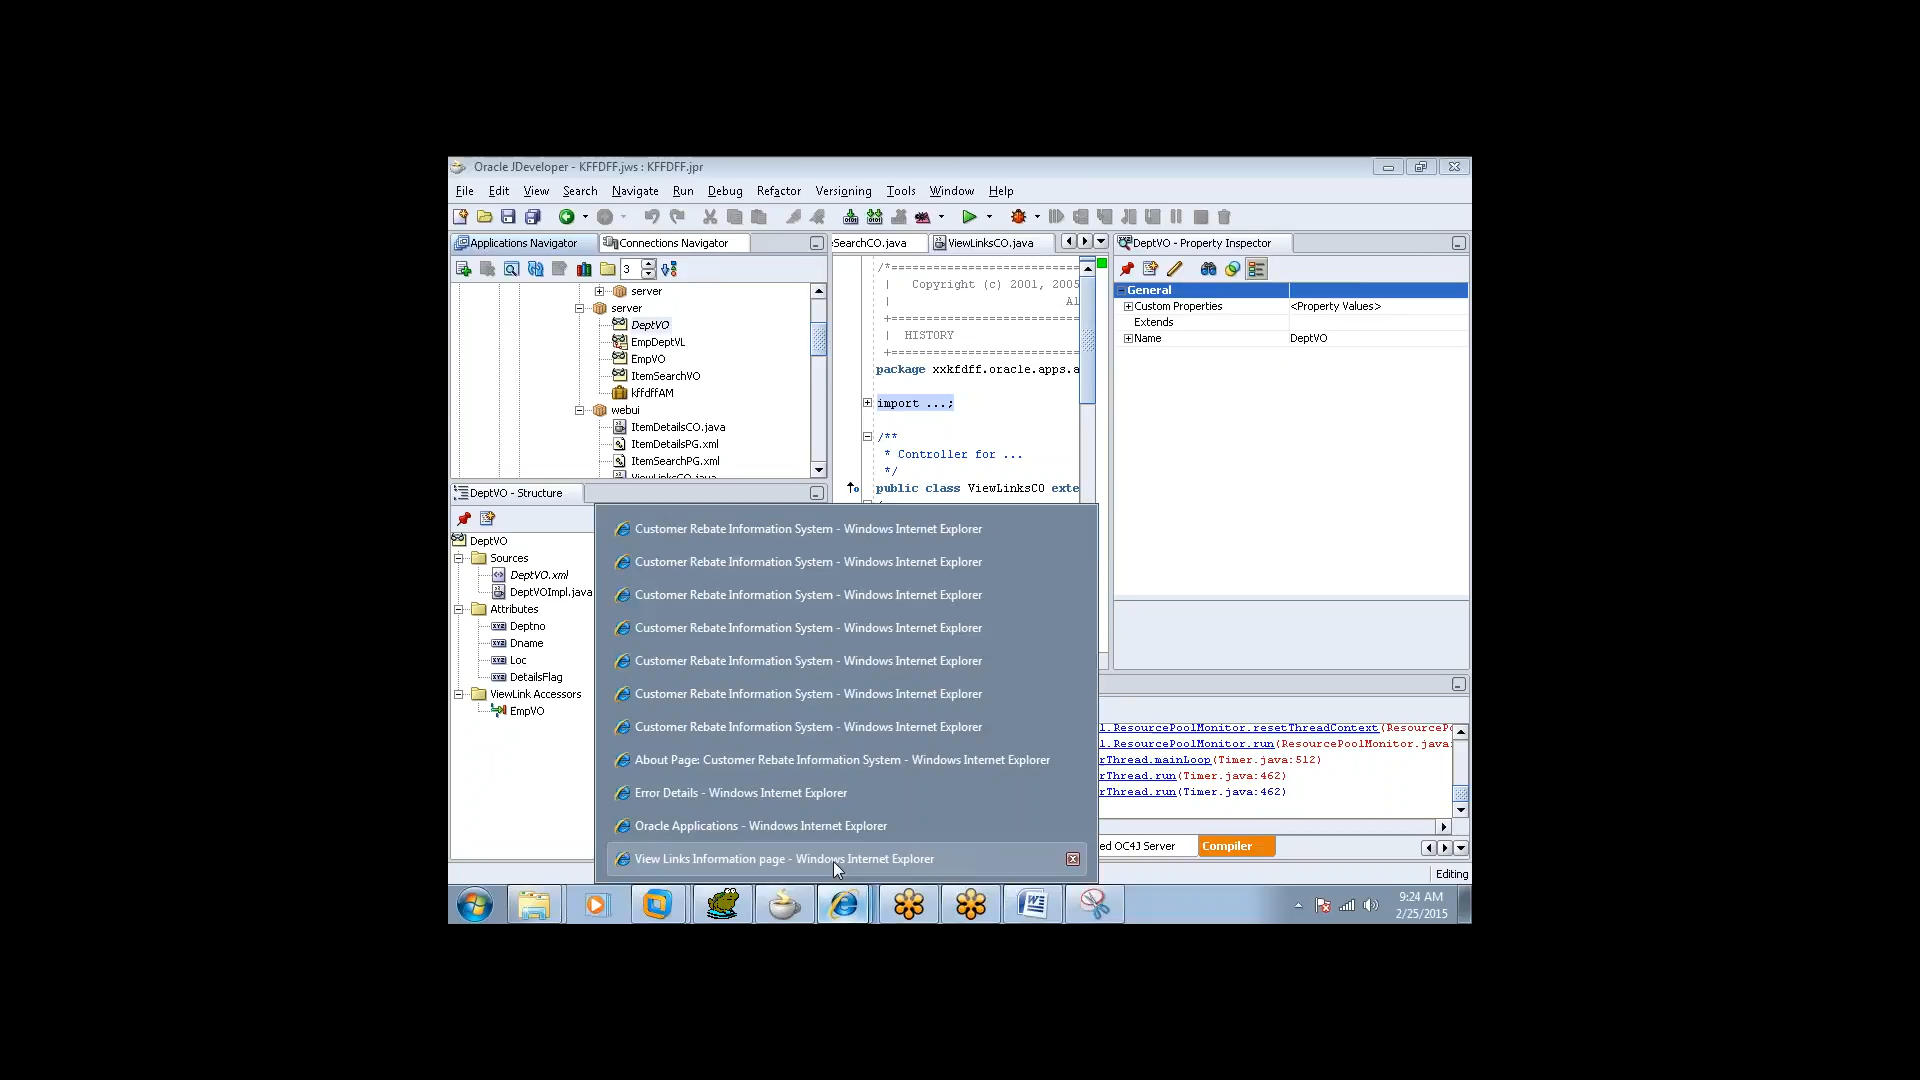 Oracle JDeveloper - KFFDFF.jws : KFFDFF.jpr
File Edit View Search Navigate Run Debug Refactor Versioning Tools Window Help
Applications Navigator
Connections Navigator
3
server
server
DeptVO
EmpDeptVL
EmpVO
ItemSearchVO
kffdffAM
webui
ItemDetailsCO.java
ItemDetailsPG.xml
ItemSearchPG.xml
ViewLinksCO.java
DeptVO - Structure
DeptVO
Sources
DeptVO.xml
DeptVOImpl.java
Attributes
Deptno
Dname
Loc
DetailsFlag
ViewLink Accessors
EmpVO
SearchCO.java
ViewLinksCO.java
/*===========================
| Copyright (c) 2001, 2005
| Al
+===========================
| HISTORY
+===========================
package xxkfdff.oracle.apps.a
import ...;
/**
* Controller for ...
*/
public class ViewLinksCO exte
DeptVO - Property Inspector
General
Custom Properties <Property Values>
Extends
Name DeptVO
Customer Rebate Information System - Windows Internet Explorer
Customer Rebate Information System - Windows Internet Explorer
Customer Rebate Information System - Windows Internet Explorer
Customer Rebate Information System - Windows Internet Explorer
Customer Rebate Information System - Windows Internet Explorer
Customer Rebate Information System - Windows Internet Explorer
Customer Rebate Information System - Windows Internet Explorer
About Page: Customer Rebate Information System - Windows Internet Explorer
Error Details - Windows Internet Explorer
Oracle Applications - Windows Internet Explorer
View Links Information page - Windows Internet Explorer
l.ResourcePoolMonitor.resetThreadContext(ResourceP
l.ResourcePoolMonitor.run(ResourcePoolMonitor.java:
rThread.mainLoop(Timer.java:512)
rThread.run(Timer.java:462)
rThread.run(Timer.java:462)
ed OC4J Server
Compiler
Editing
9:24 AM
2/25/2015